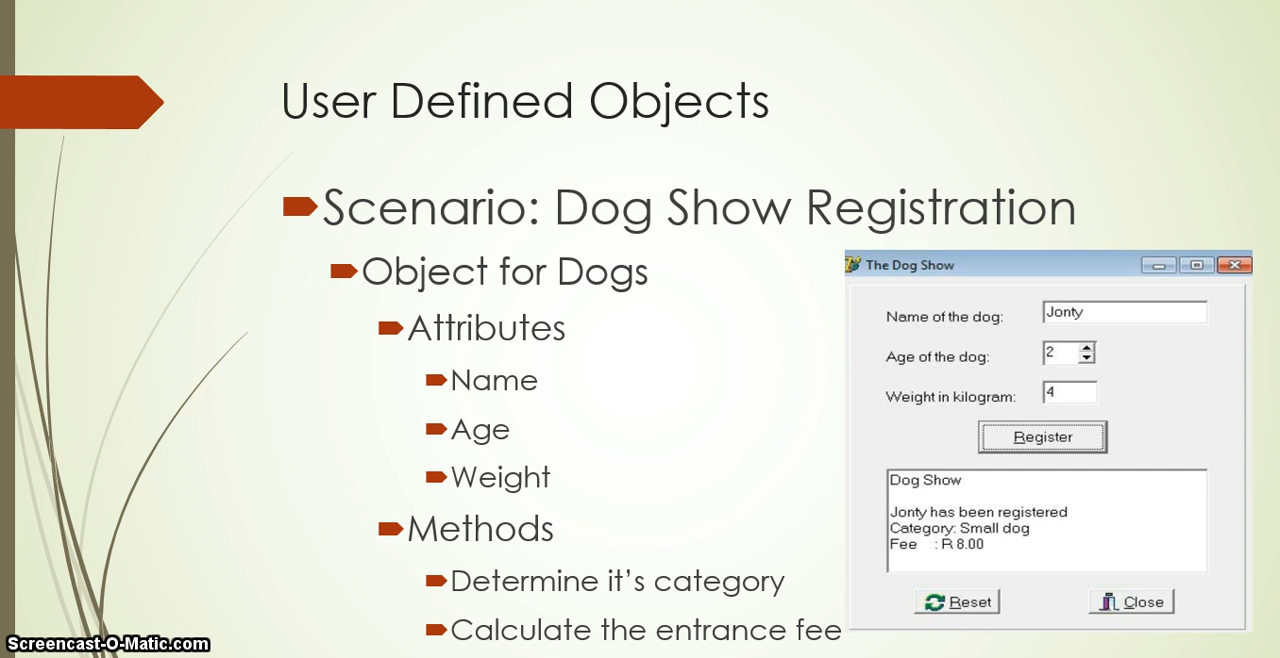 User Defined Objects
Scenario: Dog Show Registration
Object for Dogs
Attributes
Name
Age
Weight
Methods
Determine it's category
Calculate the entrance fee
The Dog Show
Name of the dog: Jonty
Age of the dog: 2
Weight in kilogram: 4
Register
Dog Show
Jonty has been registered
Category: Small dog
Fee : R 8.00
Reset Close
Screencast-O-Matic.com